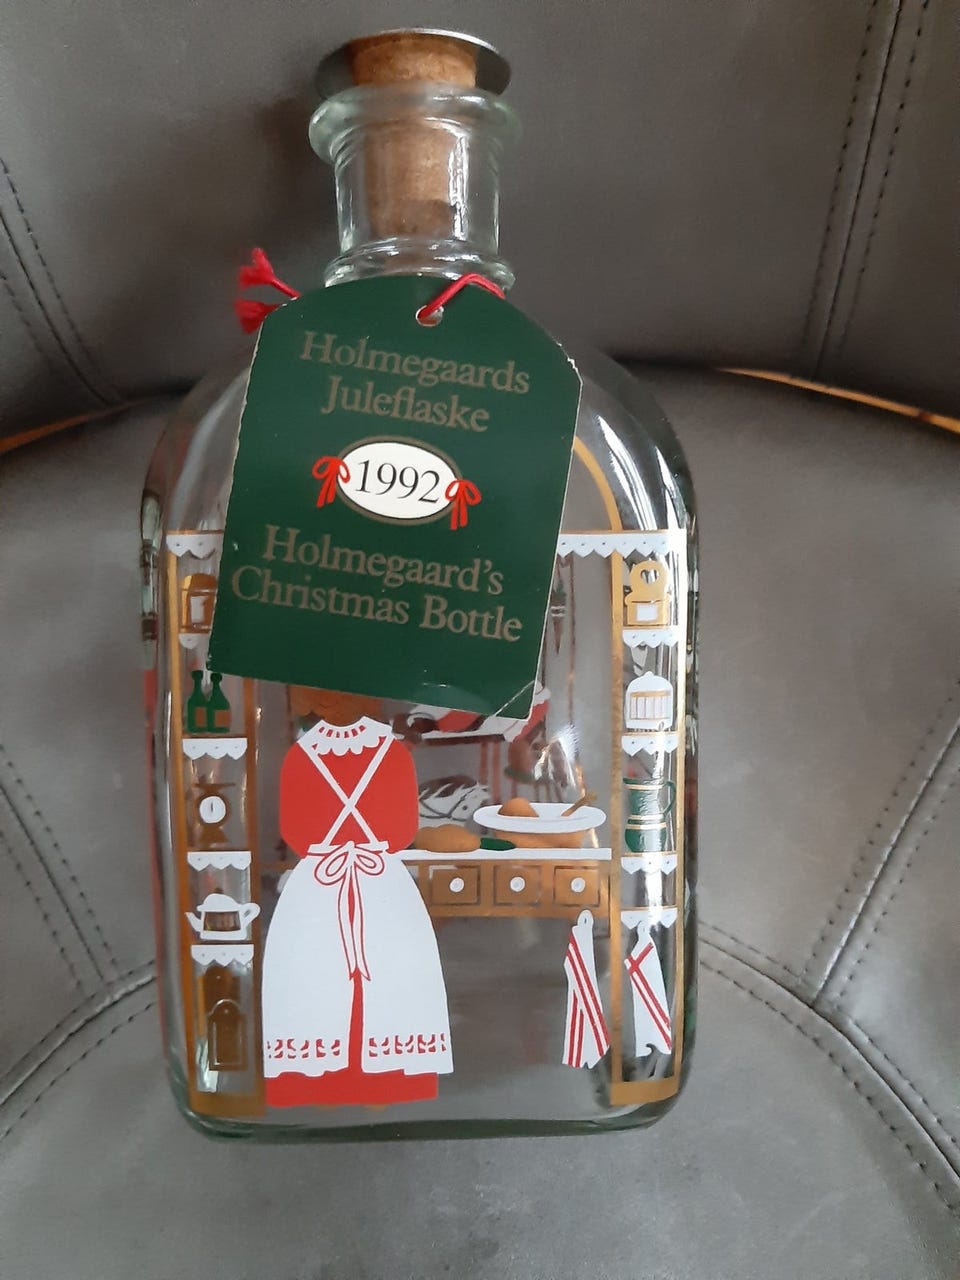 Holmegaards
Juleflaske
1992
Holmegaard's
Christmas Bottle